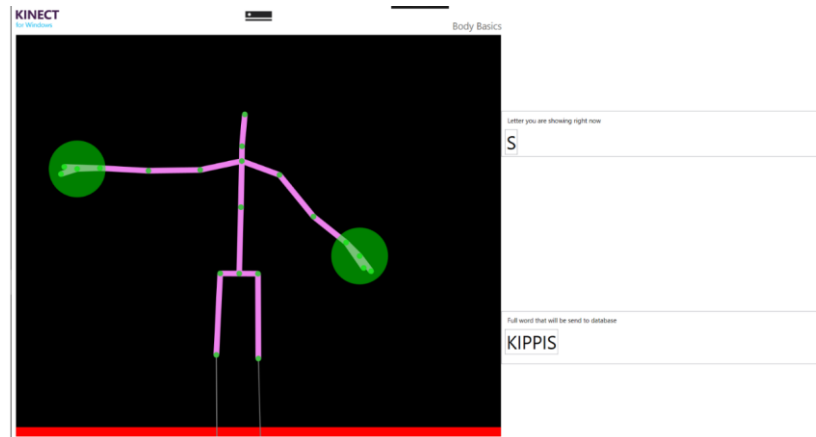 KINECT
for Windows
Body Basics
Letter you are showing right now
S
Full word that will be send to database
KIPPIS